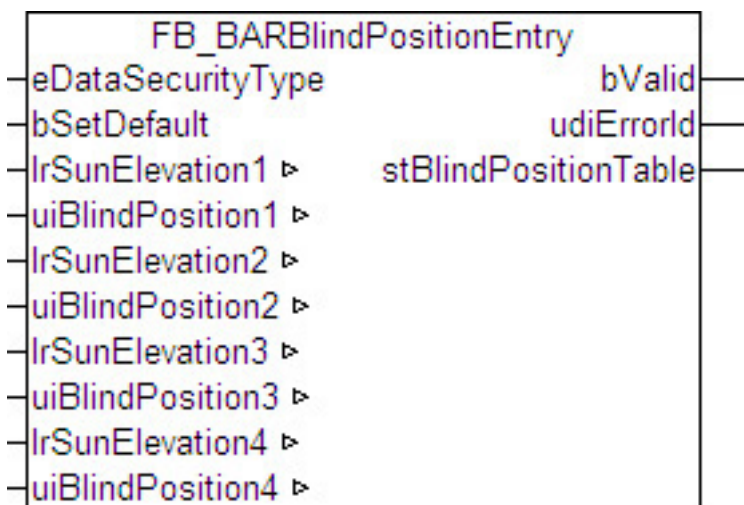 FB_BARBlindPositionEntry
eDataSecurityType bValid
bSetDefault udiErrorId
lrSunElevation1 stBlindPositionTable
uiBlindPosition1
lrSunElevation2
uiBlindPosition2
lrSunElevation3
uiBlindPosition3
lrSunElevation4
uiBlindPosition4